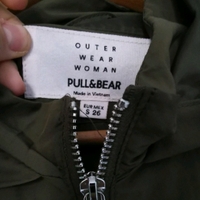 OUTER
WEAR
WOMAN
PULL&BEAR
Made in Vietnam
EUR MEX
S 26